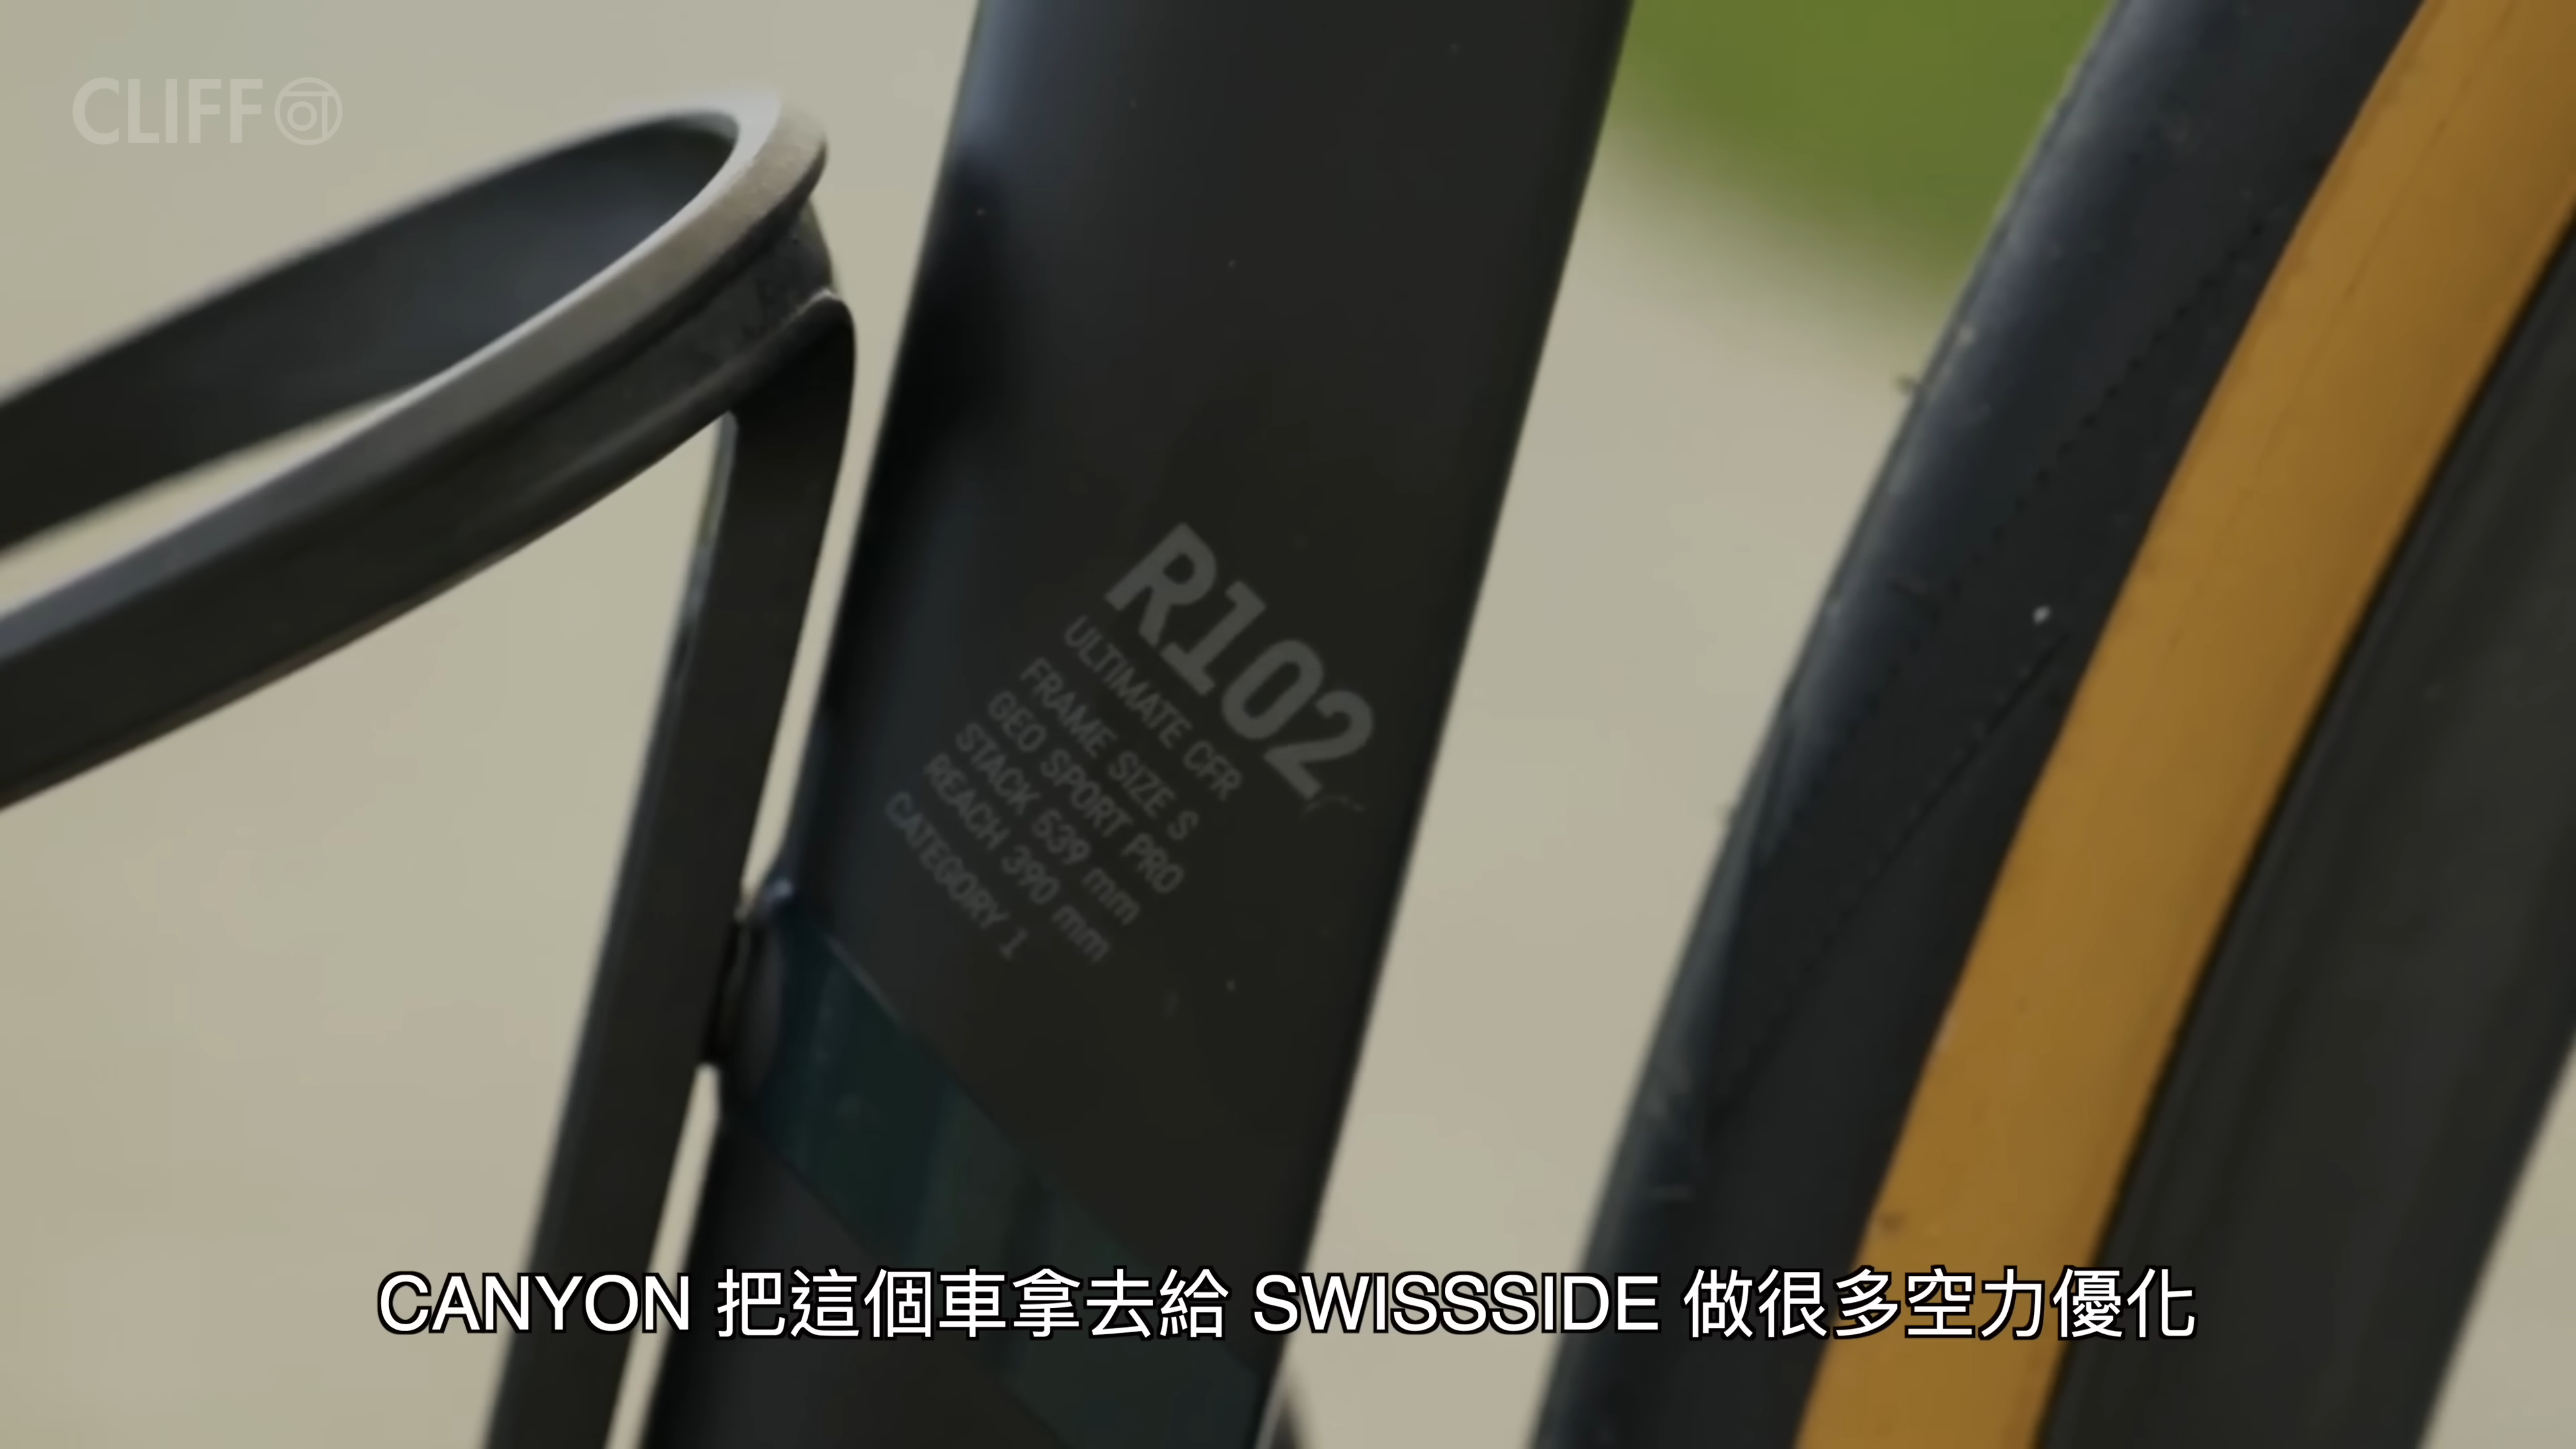 CLIFF
R102
ULTIMATE CFR
FRAME SIZE S
GEO SPORT PRO
STACK 539 mm
REACH 390 mm
CATEGORY 1
CANYON 把這個車拿去給 SWISSSIDE 做很多空力優化